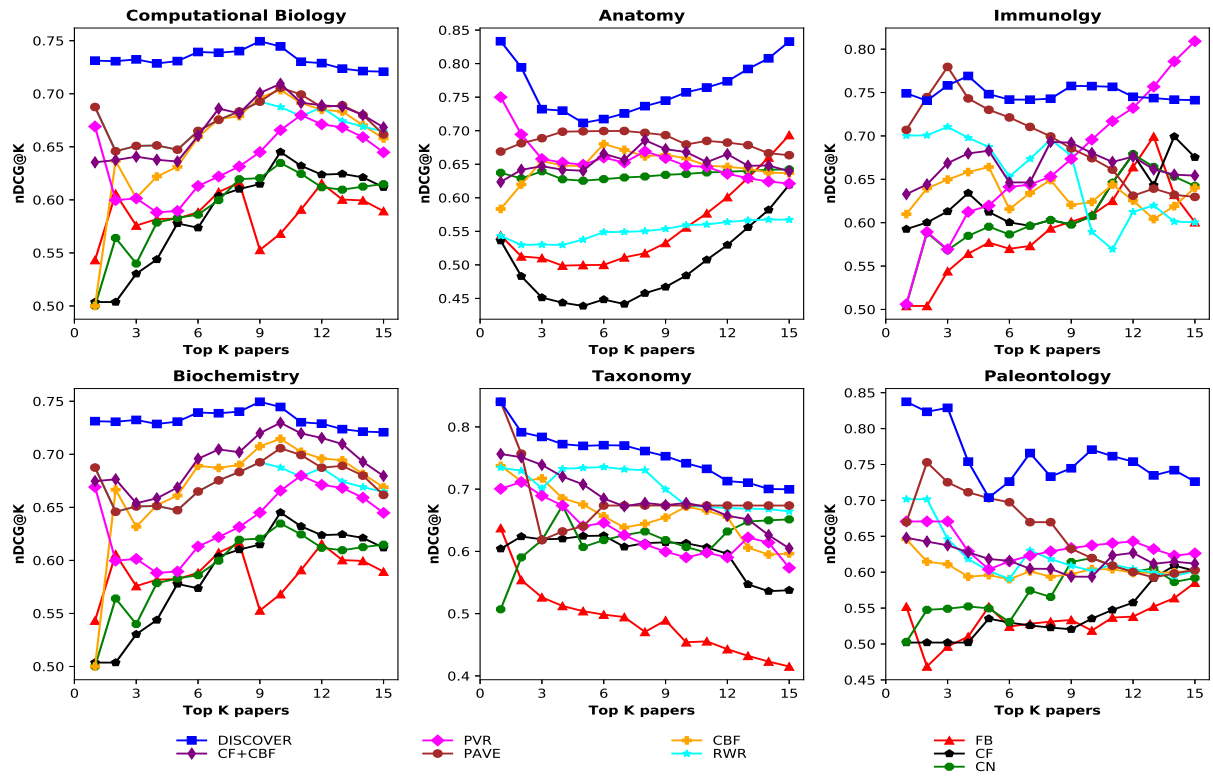 Computational Biology
nDCG@K
0.75
0.70
0.65
0.60
0.55
0.50
0 3 6 9 12 15
Top K papers
Anatomy
nDCG@K
0.85
0.80
0.75
0.70
0.65
0.60
0.55
0.50
0.45
0 3 6 9 12 15
Top K papers
Immunolgy
nDCG@K
0.80
0.75
0.70
0.65
0.60
0.55
0.50
0 3 6 9 12 15
Top K papers
Biochemistry
nDCG@K
0.75
0.70
0.65
0.60
0.55
0.50
0 3 6 9 12 15
Top K papers
Taxonomy
nDCG@K
0.8
0.7
0.6
0.5
0.4
0 3 6 9 12 15
Top K papers
Paleontology
nDCG@K
0.85
0.80
0.75
0.70
0.65
0.60
0.55
0.50
0.45
0 3 6 9 12 15
Top K papers
DISCOVER
CF+CBF
PVR
PAVE
CBF
RWR
FB
CF
CN